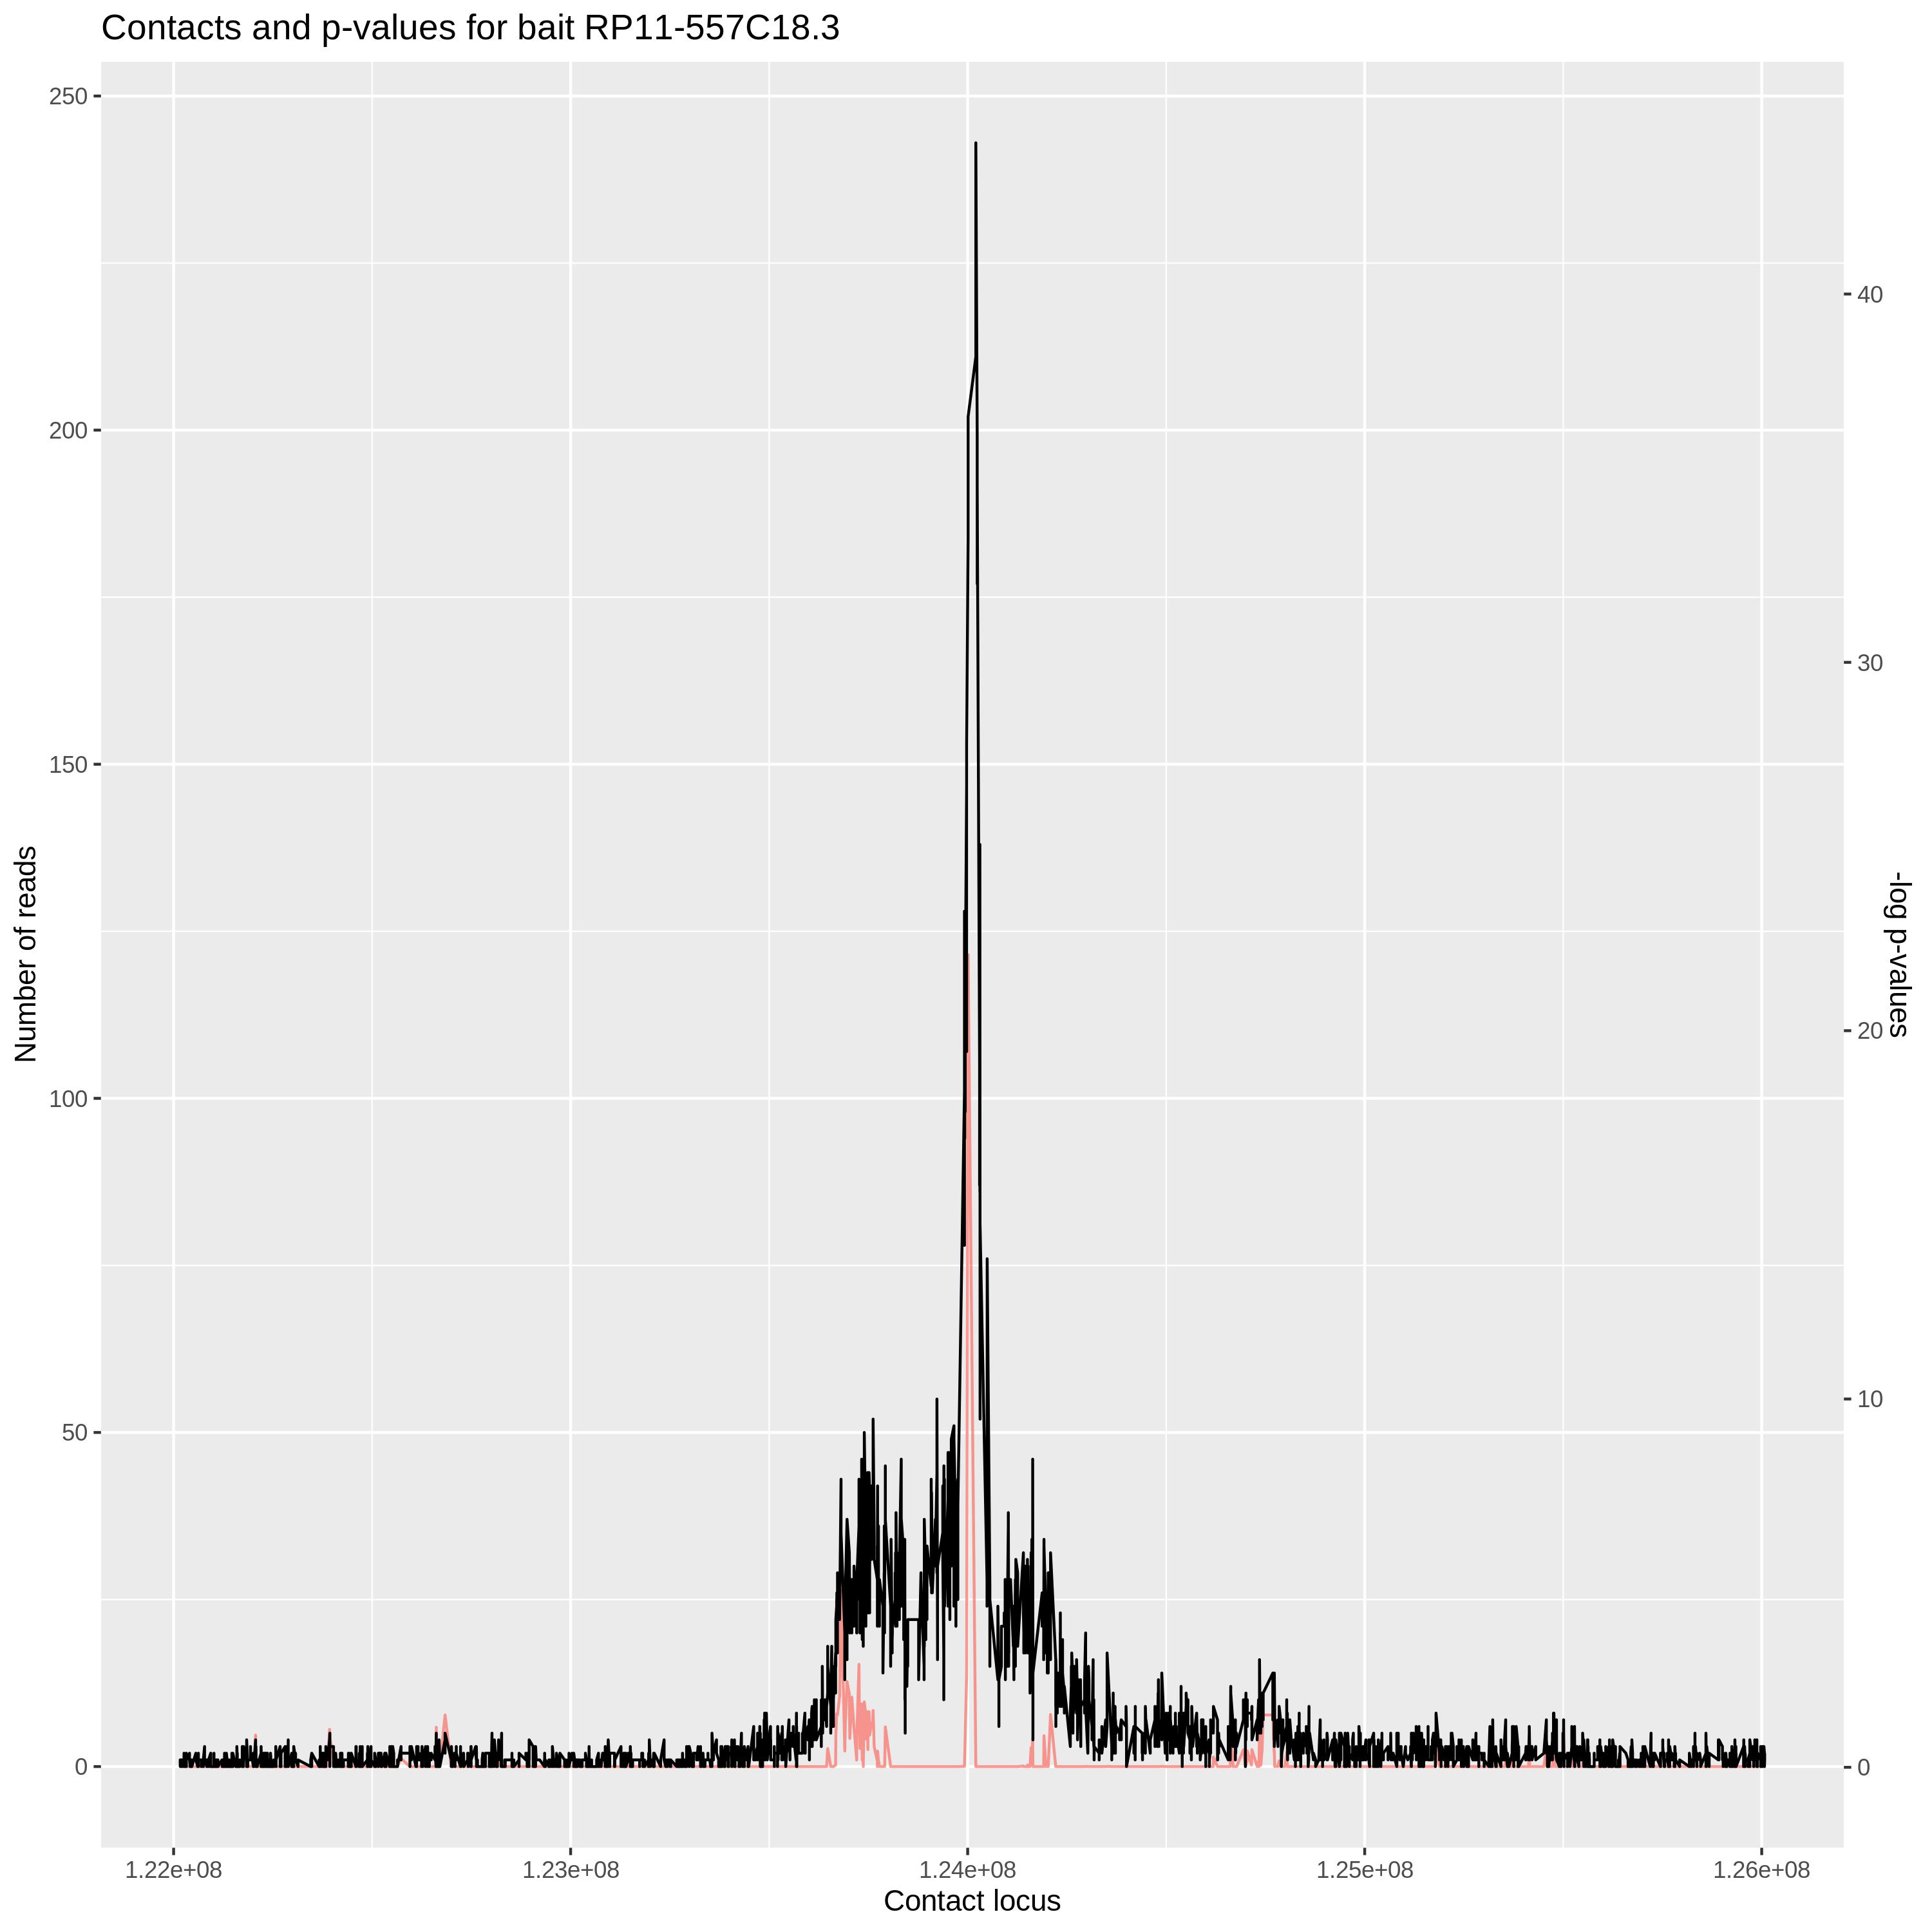 Contacts and p-values for bait RP11-557C18.3
250
200
150
100
50
0
Number of reads
40
30
20
10
0
-log p-values
1.22e+08
1.23e+08
1.24e+08
1.25e+08
1.26e+08
Contact locus